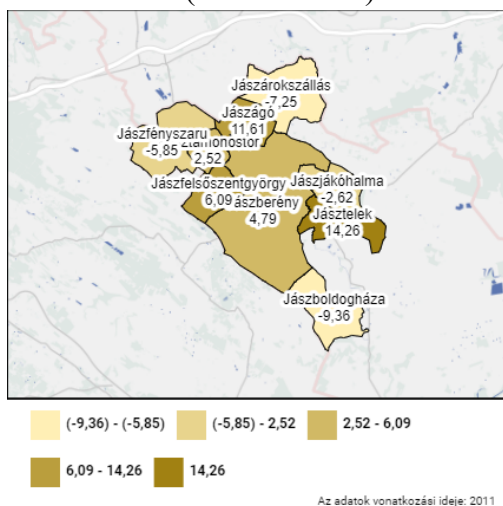 Jászárokszállás
-7,25
Jászágó
11,61
Jászfényszaru
-5,85
ztamonostor
2,52
Jászfelsőszentgyörgy
6,09
ászberény
4,79
Jászjákóhalma
-2,62
Jásztelek
14,26
Jászboldogháza
-9,36
(-9,36) - (-5,85)
(-5,85) - 2,52
2,52 - 6,09
6,09 - 14,26
14,26
Az adatok vonatkozási ideje: 2011